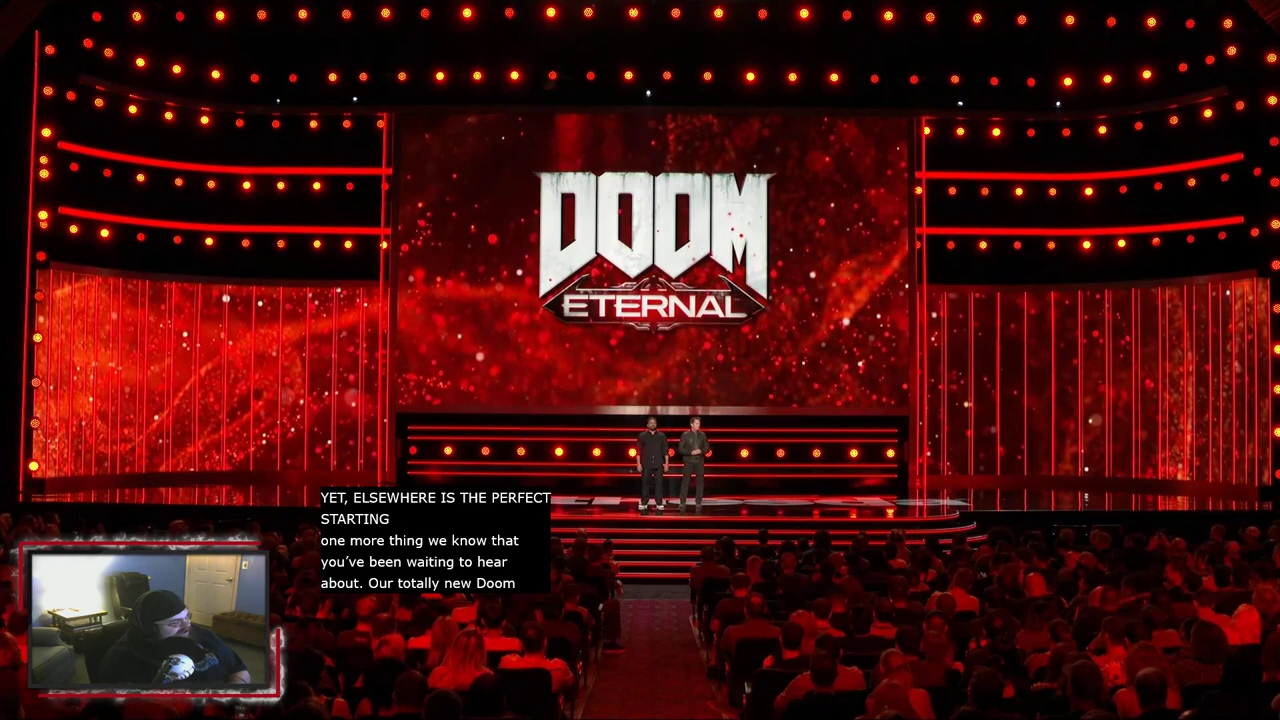 DOOM
ETERNAL
YET, ELSEWHERE IS THE PERFECT
STARTING
one more thing we know that
you've been waiting to hear
about. Our totally new Doom